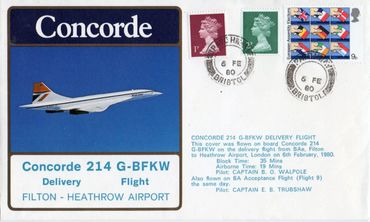 Concorde
1P
2P
9p
6 FE
80
BRISTOL
6 FE
80
BRISTOL
Concorde 214 G-BFKW
Delivery Flight
FILTON - HEATHROW AIRPORT
CONCORDE 214 G-BFKW DELIVERY FLIGHT
This cover was flown on board Concorde 214
G-BFKW on the delivery flight from BAe, Filton
to Heathrow Airport, London on 6th February, 1980.
Block Time: 35 Mins
Airborne Time: 19 Mins
Pilot: CAPTAIN B. O. WALPOLE
Also flown on BA Acceptance Flight (Flight 9)
the same day.
Pilot: CAPTAIN E. B. TRUBSHAW